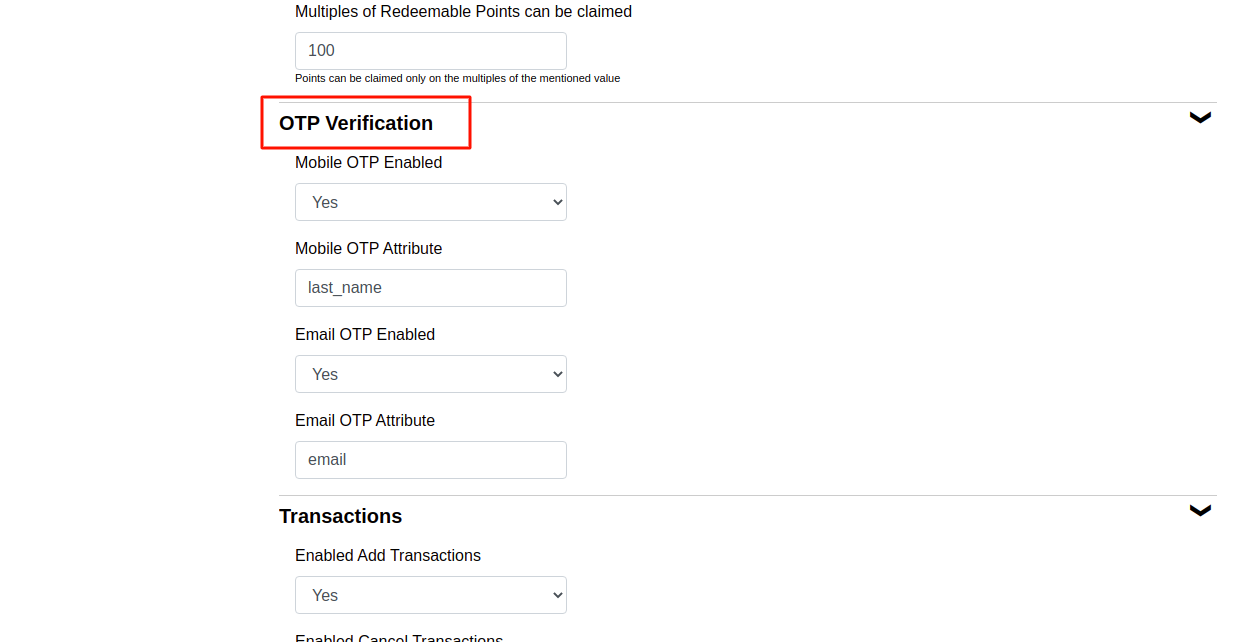 Multiples of Redeemable Points can be claimed
100
Points can be claimed only on the multiples of the mentioned value
OTP Verification
Mobile OTP Enabled
Yes
Mobile OTP Attribute
last_name
Email OTP Enabled
Yes
Email OTP Attribute
email
Transactions
Enabled Add Transactions
Yes
Enabled Cancel Transactions